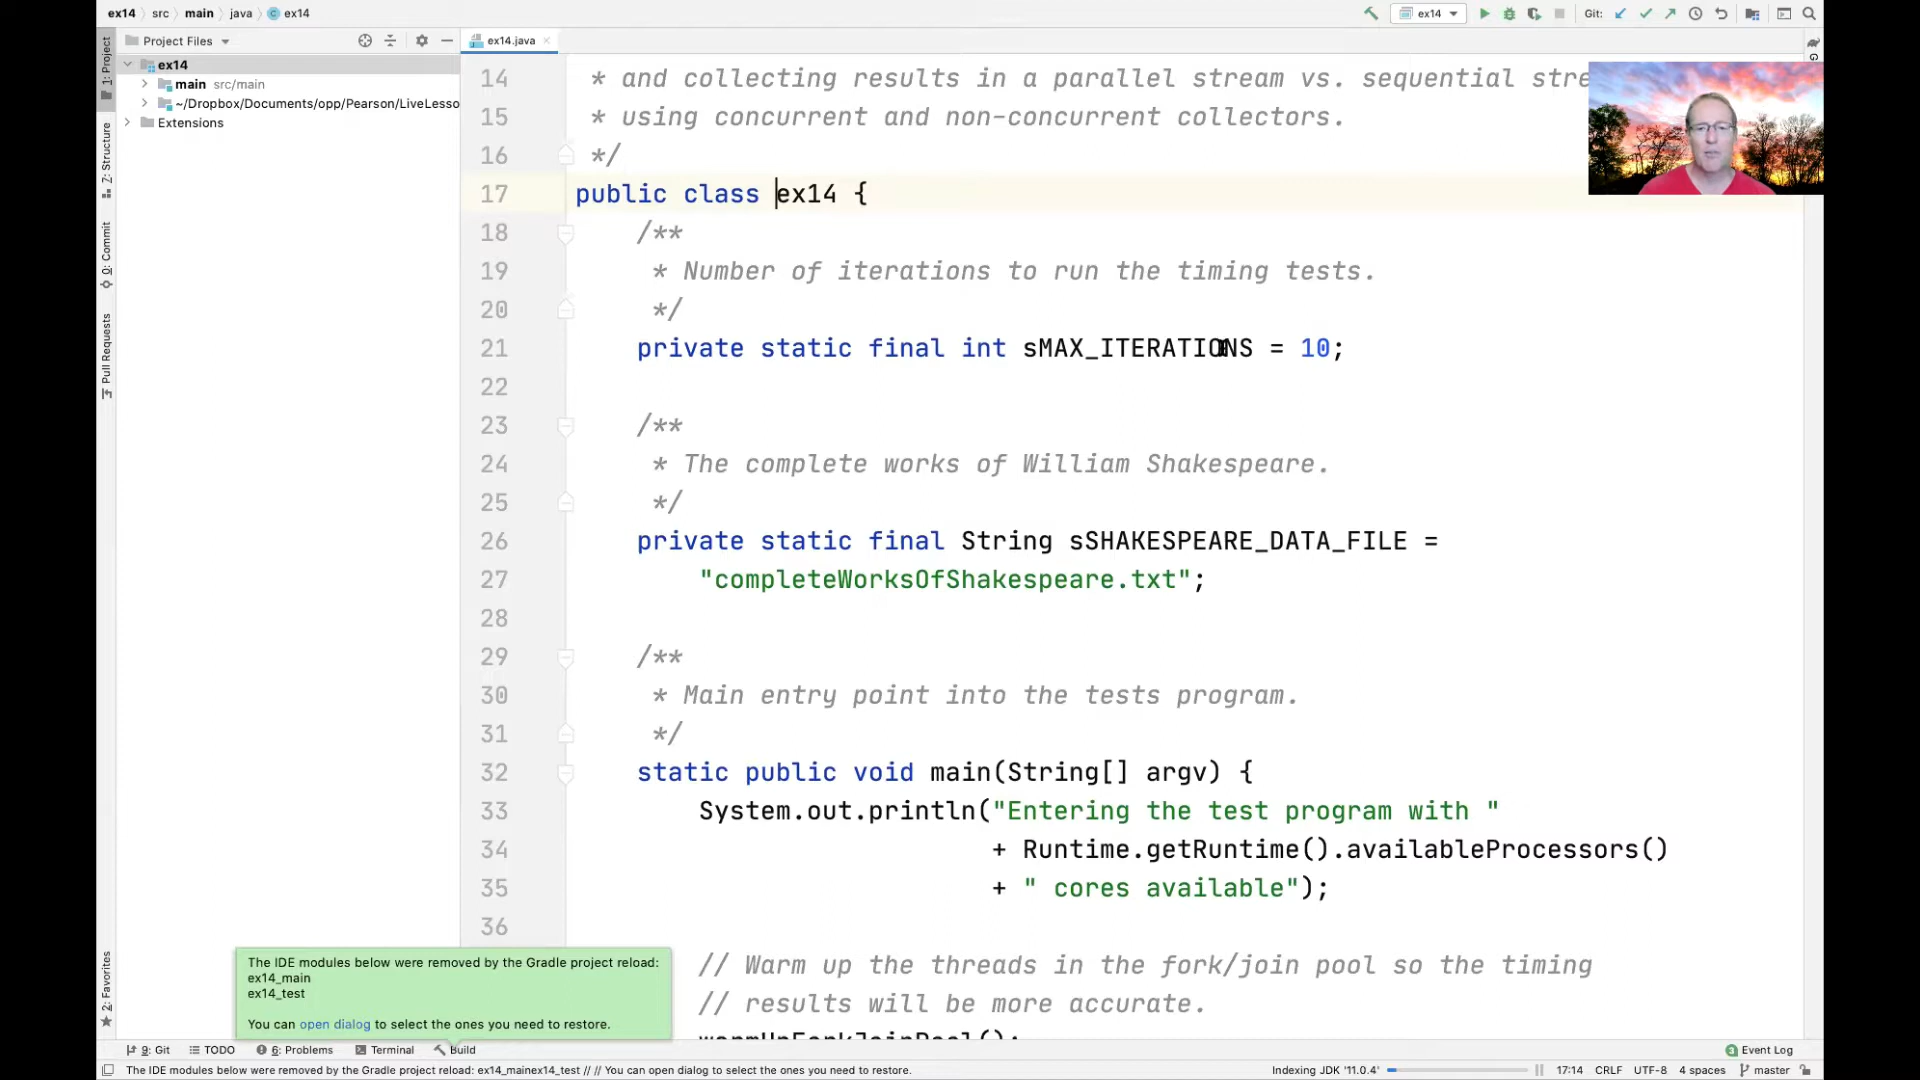 ex14 src main java ex14
ex14 Git:
Project Files
ex14.java
1: Project
Z: Structure
0: Commit
Pull Requests
2: Favorites
ex14
main src/main
~/Dropbox/Documents/opp/Pearson/LiveLesso
Extensions
14 * and collecting results in a parallel stream vs. sequential stre
15 * using concurrent and non-concurrent collectors.
16 */
17 public class ex14 {
18 /**
19 * Number of iterations to run the timing tests.
20 */
21 private static final int sMAX_ITERATIONS = 10;
22
23 /**
24 * The complete works of William Shakespeare.
25 */
26 private static final String sSHAKESPEARE_DATA_FILE =
27 "completeWorksOfShakespeare.txt";
28
29 /**
30 * Main entry point into the tests program.
31 */
32 static public void main(String[] argv) {
33 System.out.println("Entering the test program with "
34 + Runtime.getRuntime().availableProcessors()
35 + " cores available");
36
// Warm up the threads in the fork/join pool so the timing
// results will be more accurate.
warmUpForkJoinPool();
The IDE modules below were removed by the Gradle project reload:
ex14_main
ex14_test
You can open dialog to select the ones you need to restore.
9: Git TODO 6: Problems Terminal Build 3 Event Log
The IDE modules below were removed by the Gradle project reload: ex14_mainex14_test // // You can open dialog to select the ones you need to restore. Indexing JDK '11.0.4' 17:14 CRLF UTF-8 4 spaces master